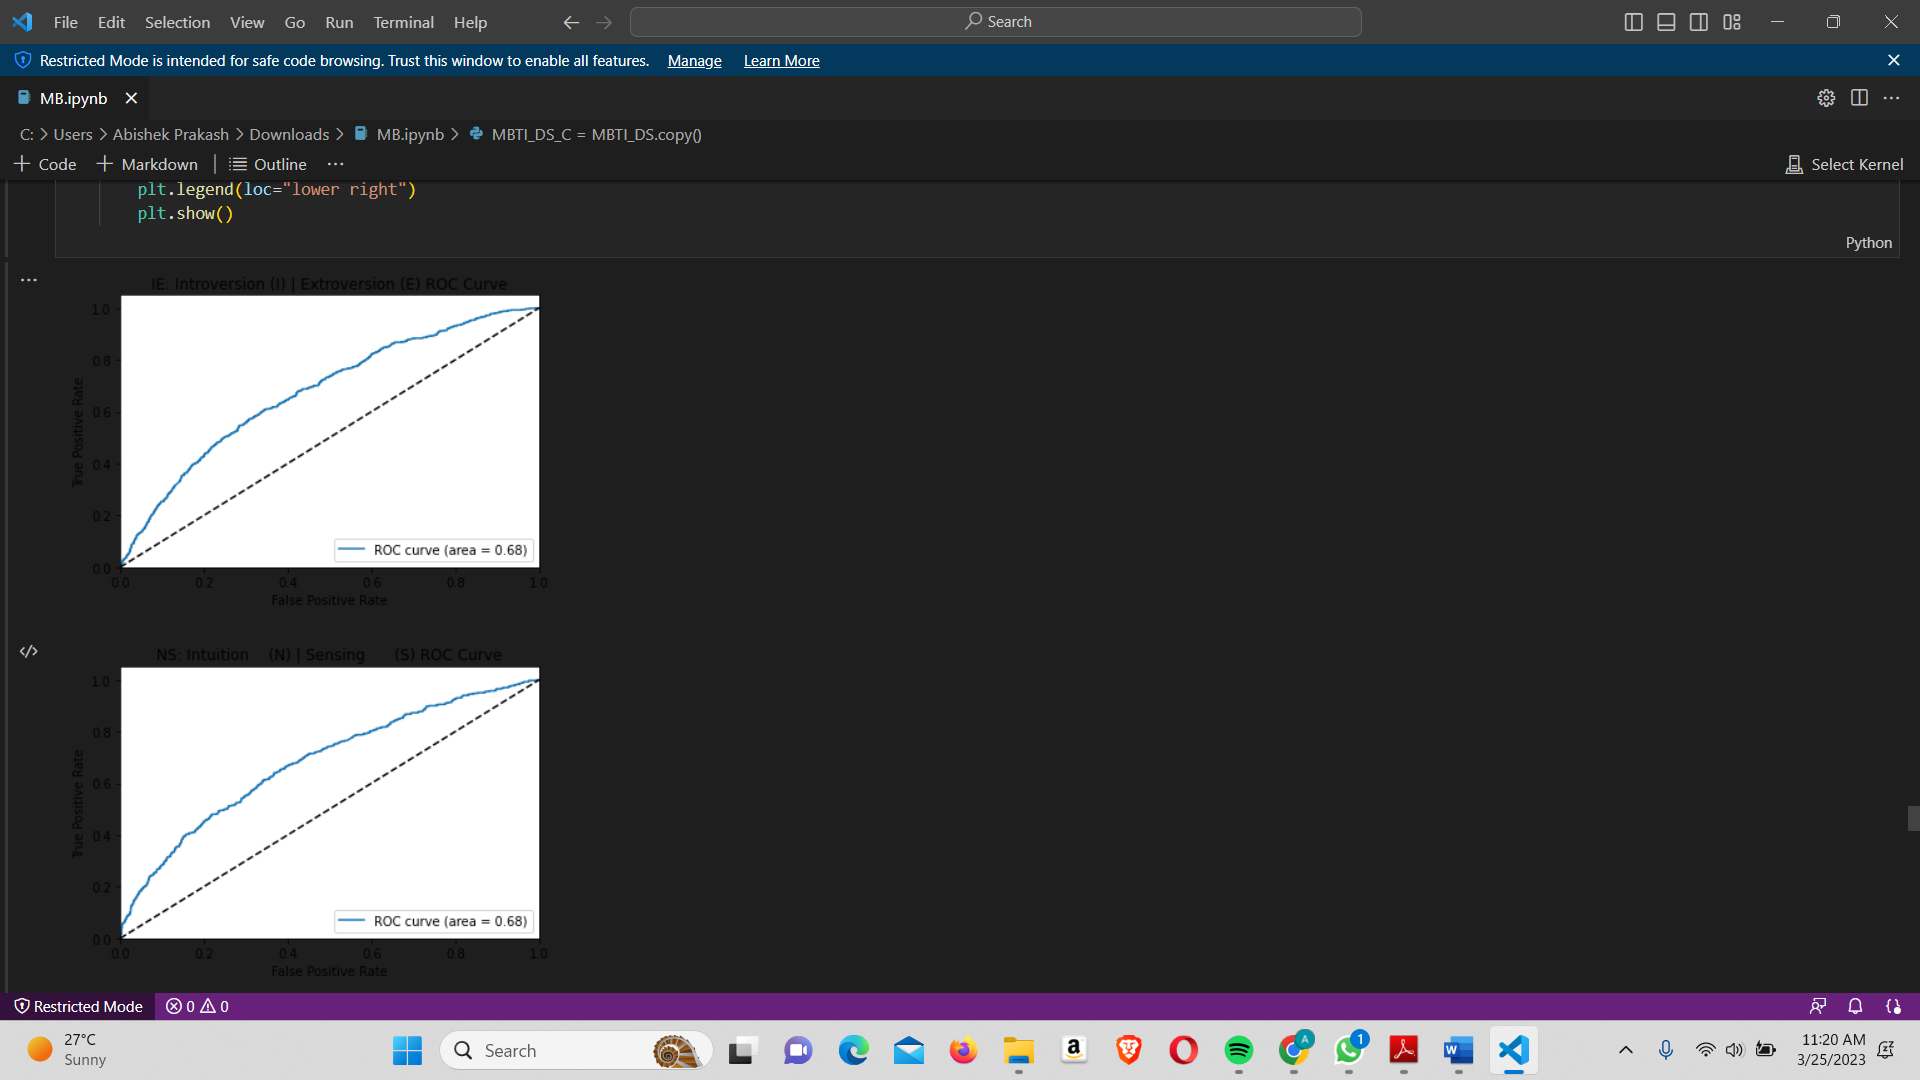 File Edit Selection View Go Run Terminal Help
Search
Restricted Mode is intended for safe code browsing. Trust this window to enable all features. Manage Learn More
MB.ipynb
C: > Users > Abishek Prakash > Downloads > MB.ipynb > MBTI_DS_C = MBTI_DS.copy()
+ Code + Markdown Outline ...
Select Kernel
plt.legend(loc="lower right")
plt.show()
Python
IE: Introversion (I) | Extroversion (E) ROC Curve
1.0
0.8
0.6
0.4
0.2
0.0
True Positive Rate
ROC curve (area = 0.68)
0.0 0.2 0.4 0.6 0.8 1.0
False Positive Rate
NS: Intuition (N) | Sensing (S) ROC Curve
1.0
0.8
0.6
0.4
0.2
0.0
True Positive Rate
ROC curve (area = 0.68)
0.0 0.2 0.4 0.6 0.8 1.0
False Positive Rate
Restricted Mode 0 0
27°C
Sunny
Search
A
1
11:20 AM
3/25/2023